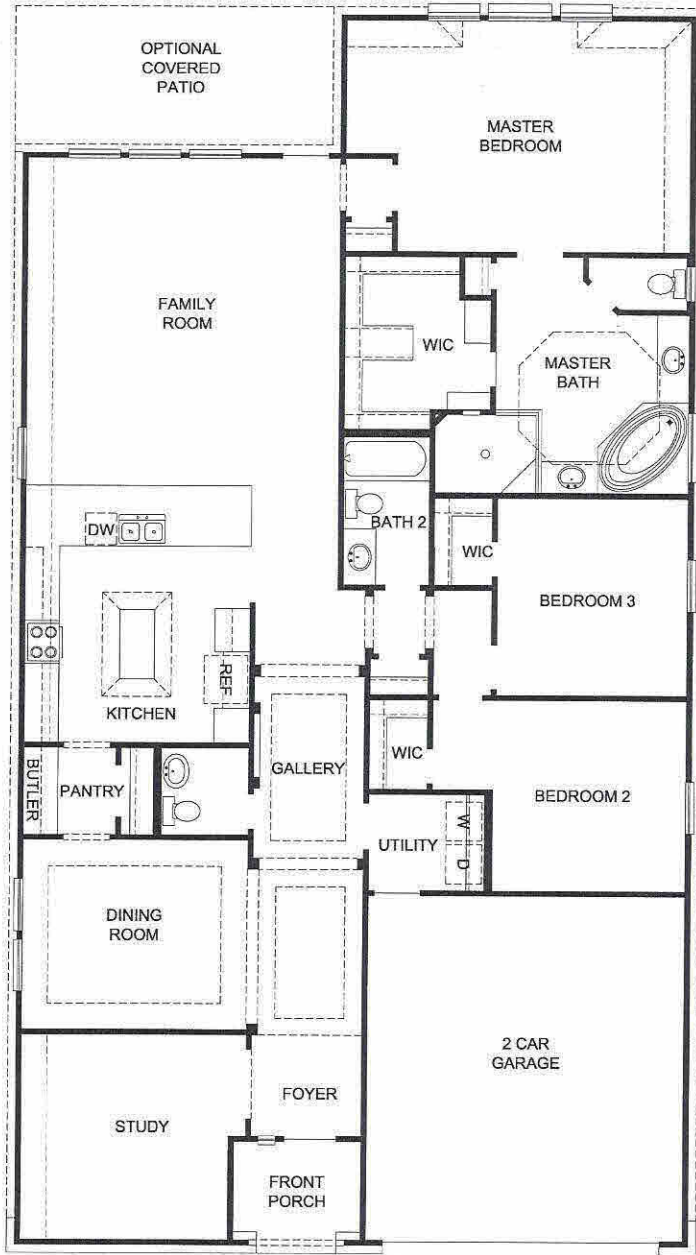 OPTIONAL
COVERED
PATIO
MASTER
BEDROOM
FAMILY
ROOM
WIC
MASTER
BATH
DW
BATH 2
WIC
BEDROOM 3
REF
KITCHEN
GALLERY
WIC
BEDROOM 2
BUTLER
PANTRY
UTILITY
W
D
DINING
ROOM
2 CAR
GARAGE
FOYER
STUDY
FRONT
PORCH